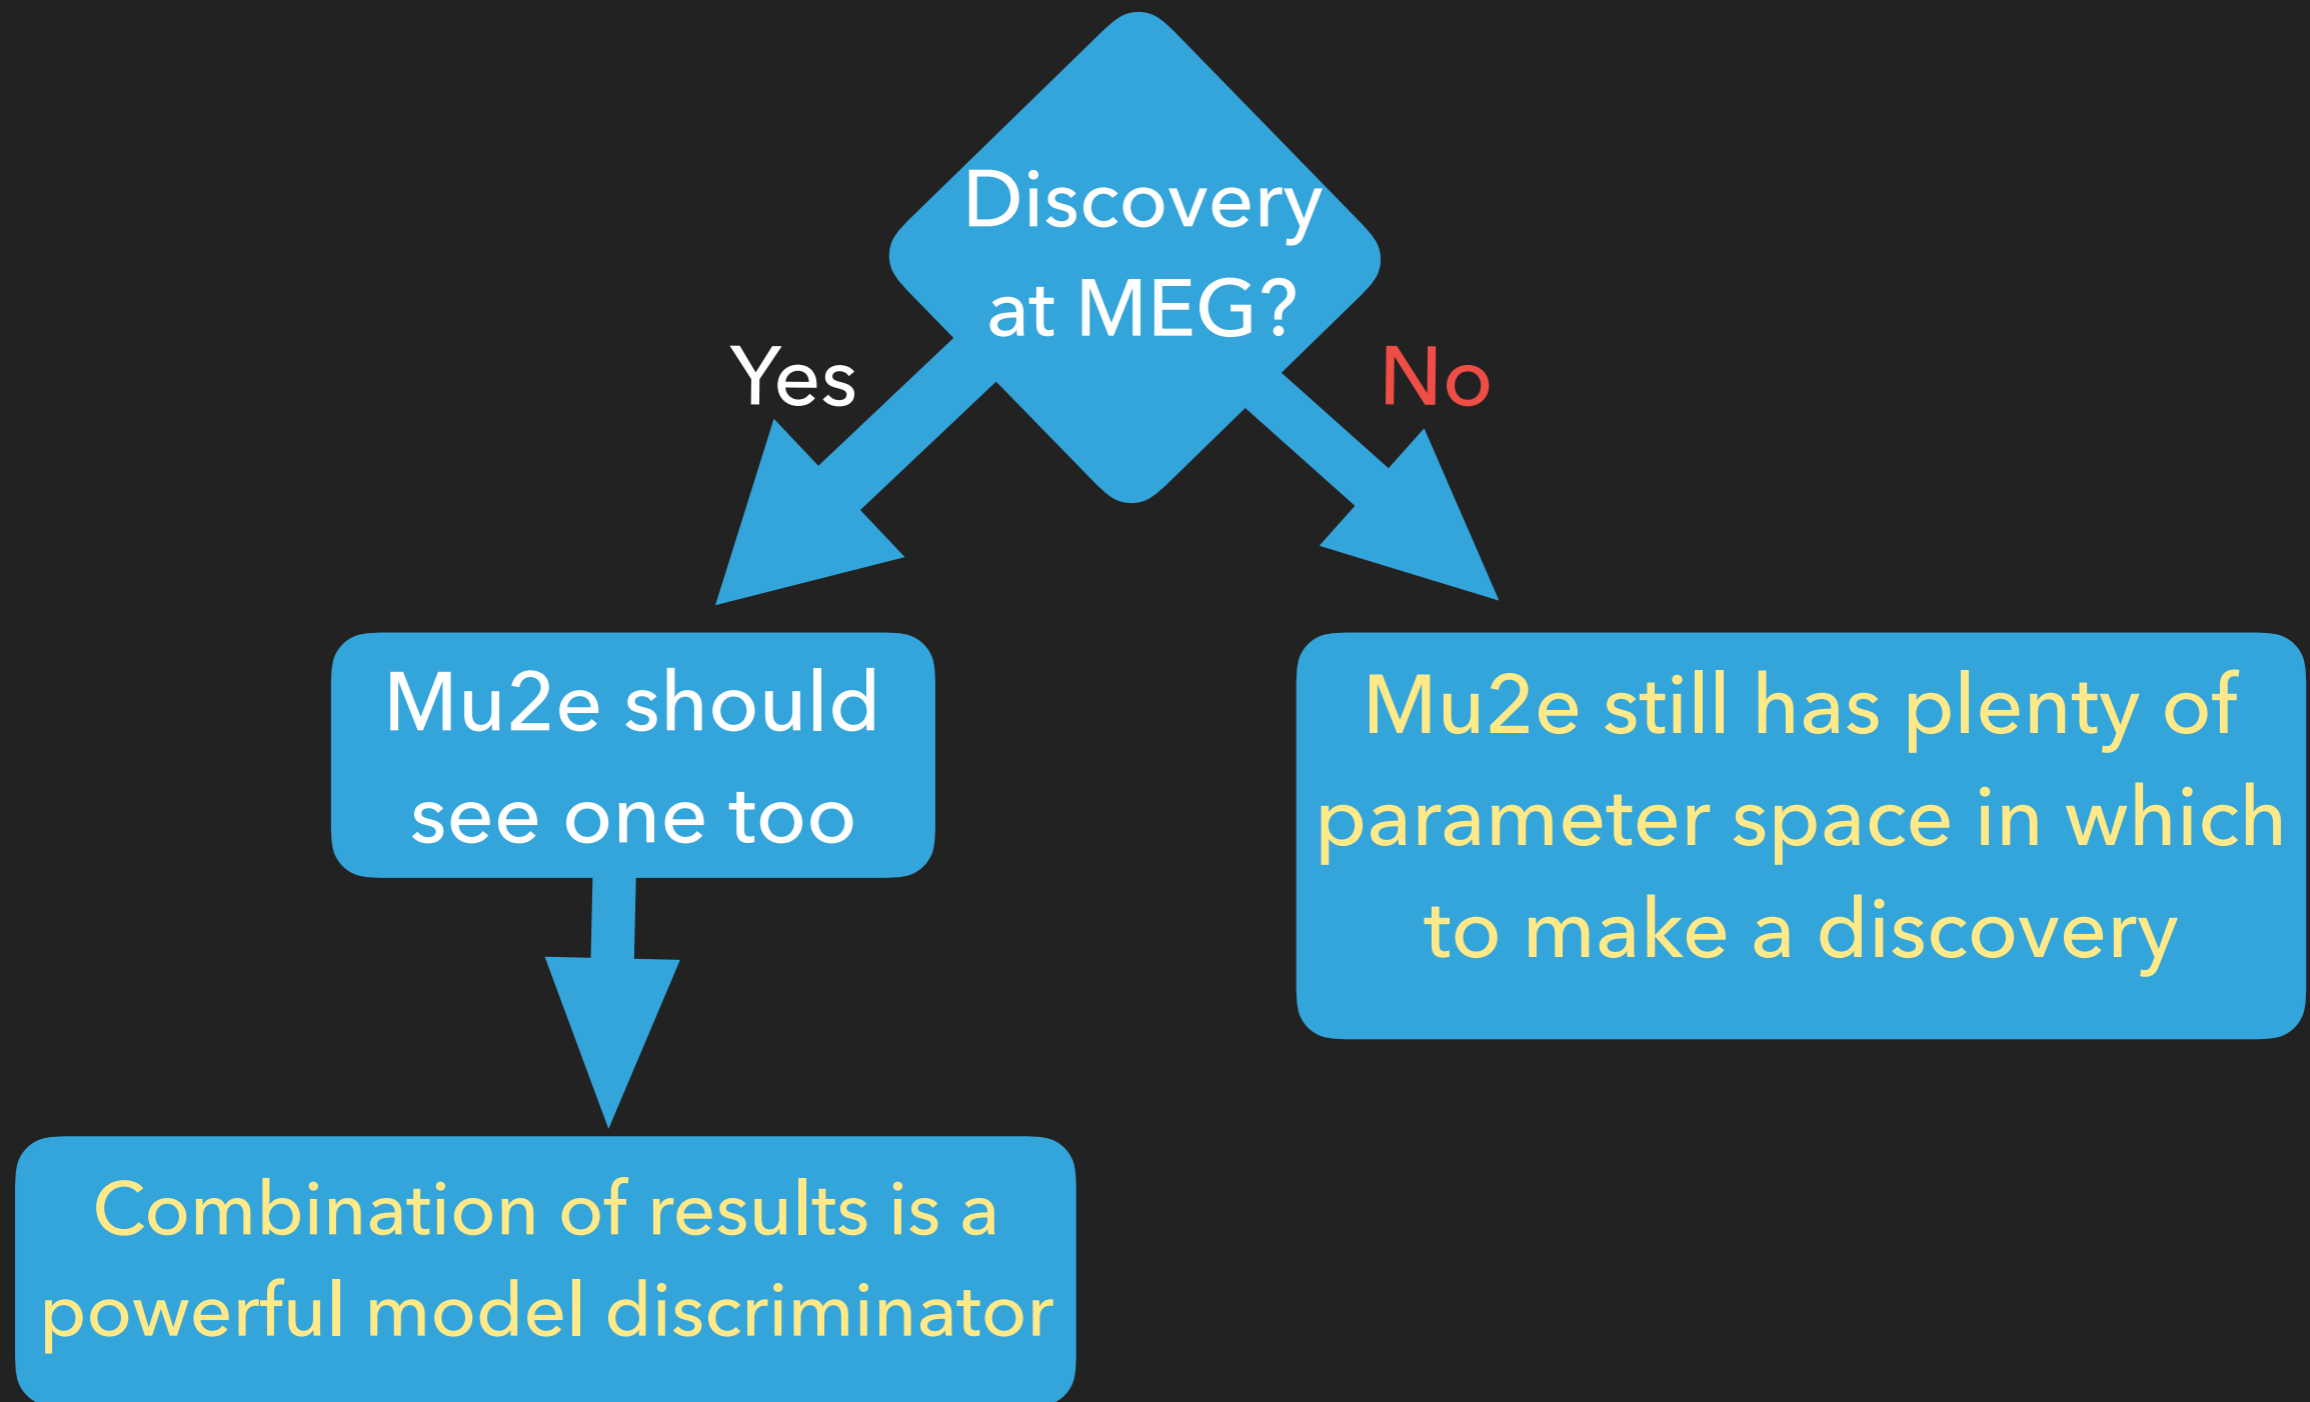 Discovery
at MEG?
Yes
No
Mu2e should
see one too
Mu2e still has plenty of
parameter space in which
to make a discovery
Combination of results is a
powerful model discriminator